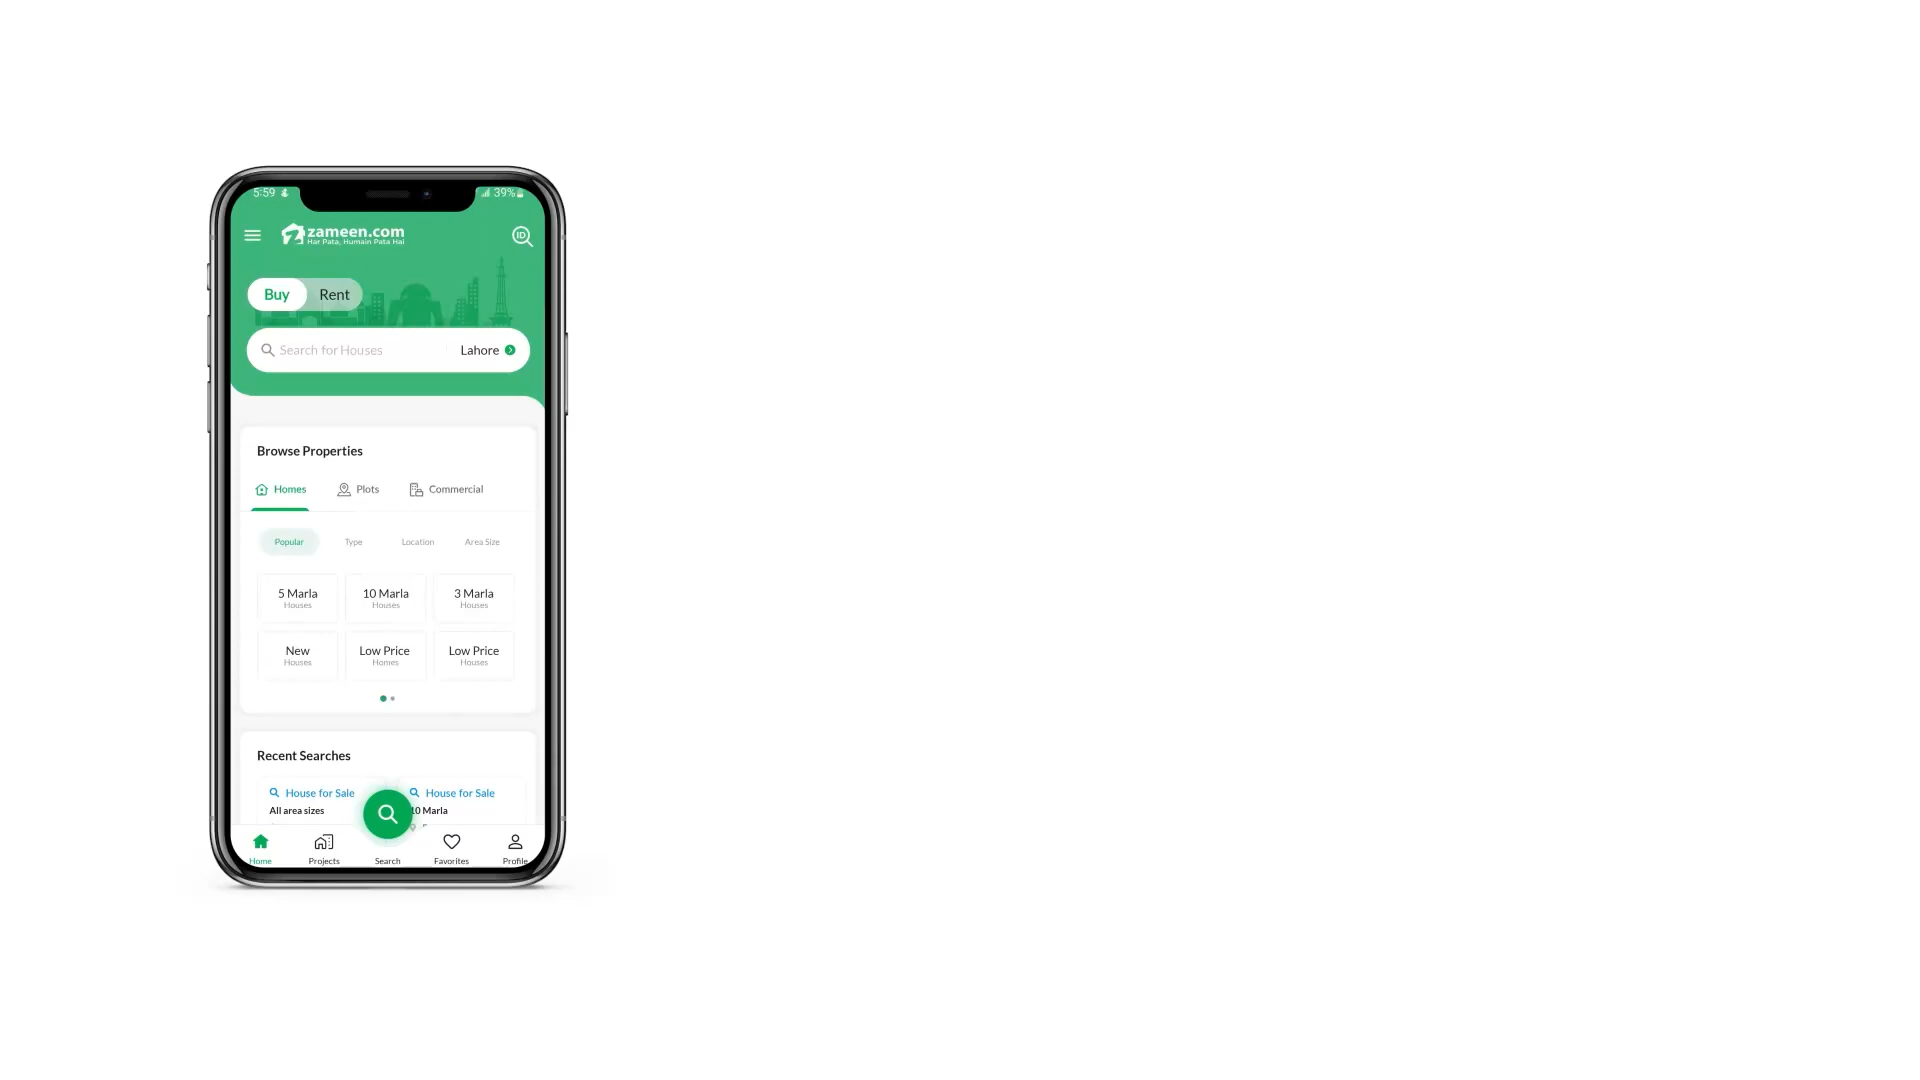 5:59
39%
zameen.com
Har Pata, Humain Pata Hai
ID
Buy Rent
Search for Houses Lahore
Browse Properties
Homes Plots Commercial
Popular Type Location Area Size
5 Marla 10 Marla 3 Marla
Houses Houses Houses
New Low Price Low Price
Houses Homes Houses
Recent Searches
House for Sale House for Sale
All area sizes 10 Marla
Home Projects Search Favorites Profile